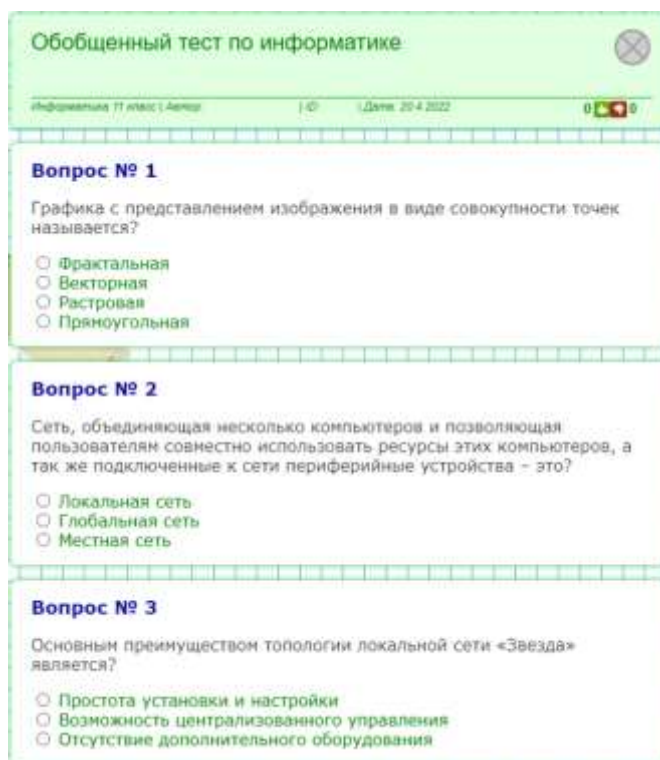 Обобщенный тест по информатике
Информатика 11 класс | Автор: | ID | Дата: 20.4.2022 0 0
Вопрос № 1
Графика с представлением изображения в виде совокупности точек
называется?
Фрактальная
Векторная
Растровая
Прямоугольная
Вопрос № 2
Сеть, объединяющая несколько компьютеров и позволяющая
пользователям совместно использовать ресурсы этих компьютеров, а
так же подключенные к сети периферийные устройства – это?
Локальная сеть
Глобальная сеть
Местная сеть
Вопрос № 3
Основным преимуществом топологии локальной сети «Звезда»
является?
Простота установки и настройки
Возможность централизованного управления
Отсутствие дополнительного оборудования